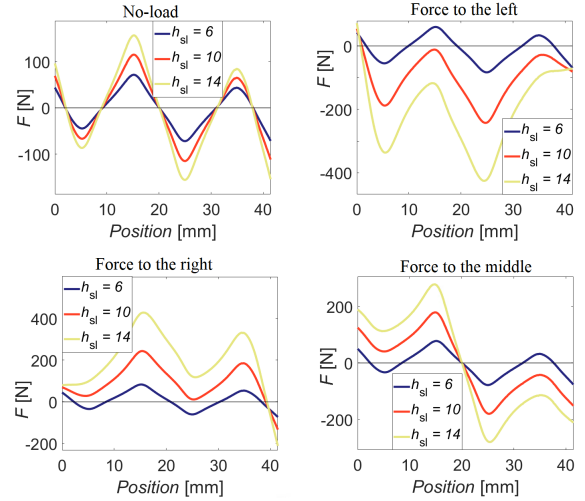 No-load
F [N]
100
0
-100
h_sl = 6
h_sl = 10
h_sl = 14
0 10 20 30 40
Position [mm]
Force to the left
F [N]
0
-200
-400
h_sl = 6
h_sl = 10
h_sl = 14
0 10 20 30 40
Position [mm]
Force to the right
F [N]
400
200
0
-200
h_sl = 6
h_sl = 10
h_sl = 14
0 10 20 30 40
Position [mm]
Force to the middle
F [N]
200
0
-200
h_sl = 6
h_sl = 10
h_sl = 14
0 10 20 30 40
Position [mm]